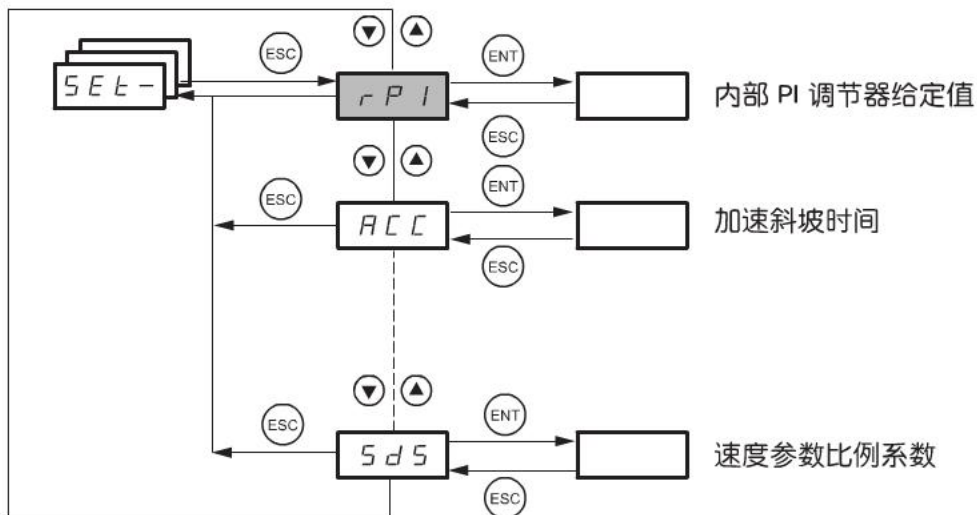 ESC
ENT
SEt-
rPI
内部 PI 调节器给定值
ESC
ENT
ESC
ACC
加速斜坡时间
ESC
ENT
ESC
SdS
速度参数比例系数
ESC